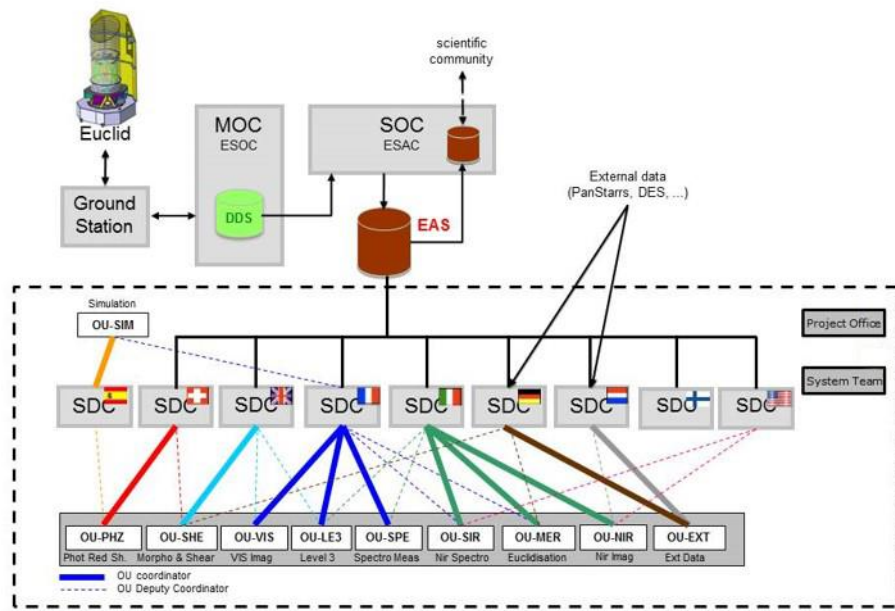 scientific
community
Euclid
MOC
ESOC
SOC
ESAC
Ground
Station
DDS
EAS
External data
(PanStarrs, DES, ...)
Simulation
OU-SIM
Project Office
System Team
SDC SDC SDC SDC SDC SDC SDC SDC SDC
OU-PHZ OU-SHE OU-VIS OU-LE3 OU-SPE OU-SIR OU-MER OU-NIR OU-EXT
Phot Red Sh. Morpho & Shear VIS Imag Level 3 Spectro Meas Nir Spectro Euclidisation Nir Imag Ext Data
OU coordinator
OU Deputy Coordinator